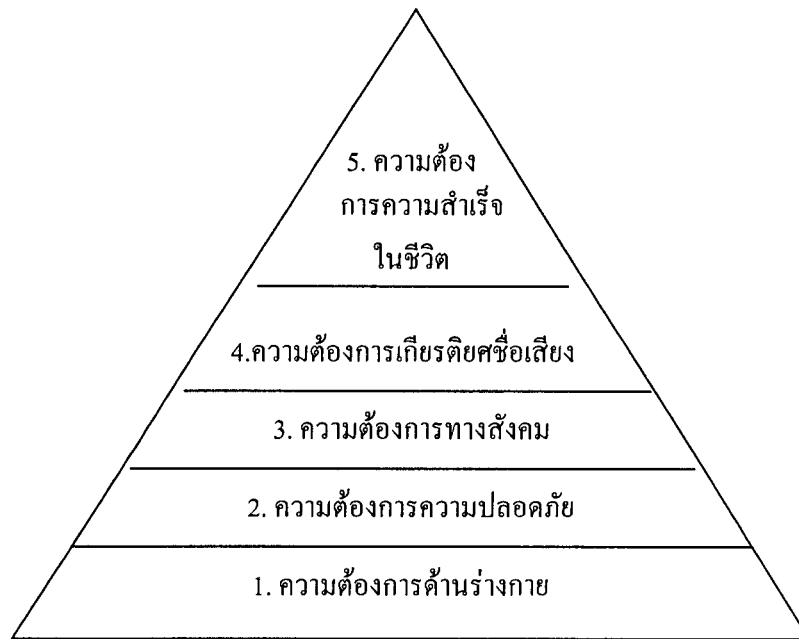 5. ความต้อง
การความสำเร็จ
ในชีวิต
4.ความต้องการเกียรติยศชื่อเสียง
3. ความต้องการทางสังคม
2. ความต้องการความปลอดภัย
1. ความต้องการด้านร่างกาย